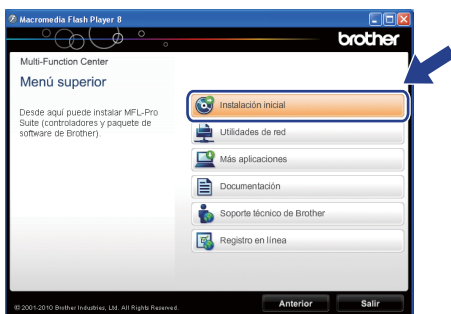 Macromedia Flash Player 8
brother
Multi-Function Center
Menú superior
Desde aquí puede instalar MFL-Pro
Suite (controladores y paquete de
software de Brother).
Instalación inicial
Utilidades de red
Más aplicaciones
Documentación
Soporte técnico de Brother
Registro en línea
© 2001-2010 Brother Industries, Ltd. All Rights Reserved.
Anterior
Salir